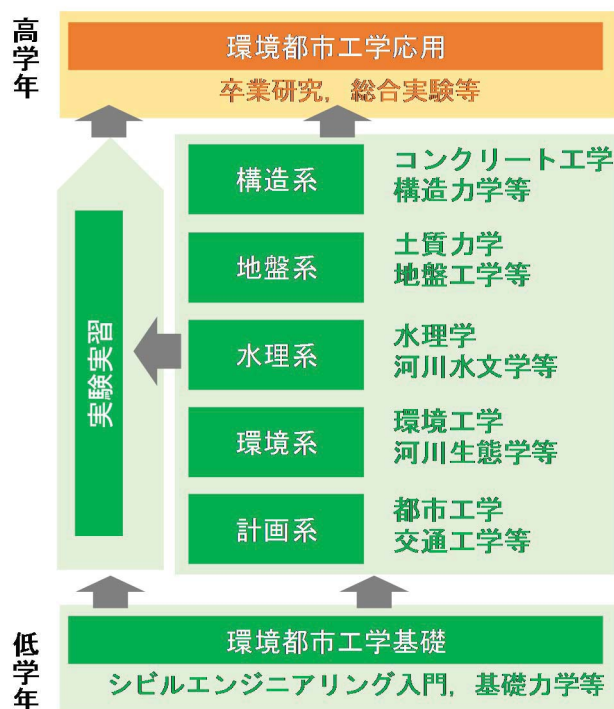 高学年
環境都市工学応用
卒業研究，総合実験等
構造系
コンクリート工学
構造力学等
地盤系
土質力学
地盤工学等
実験実習
水理系
水理学
河川水文学等
環境系
環境工学
河川生態学等
計画系
都市工学
交通工学等
低学年
環境都市工学基礎
シビルエンジニアリング入門，基礎力学等